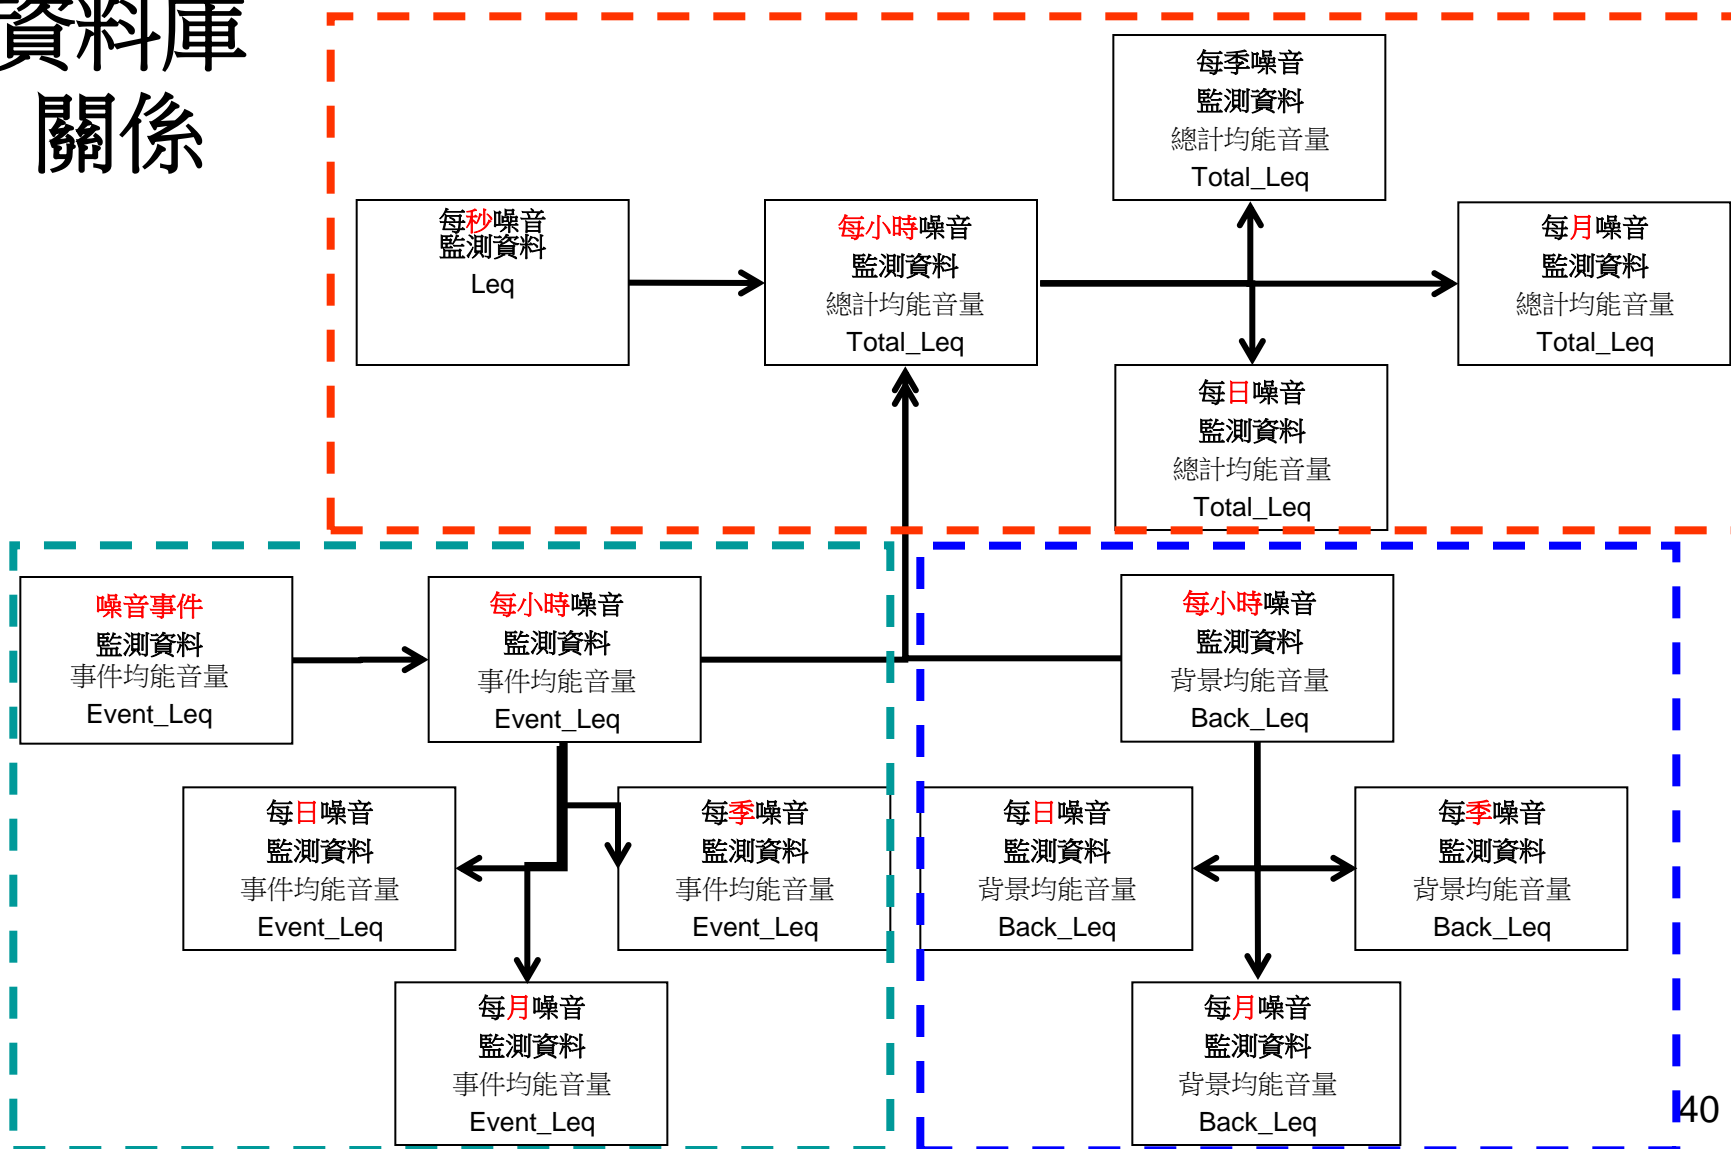 資料庫
關係
每季噪音
監測資料
總計均能音量
Total_Leq
每秒噪音
監測資料
Leq
每小時噪音
監測資料
總計均能音量
Total_Leq
每月噪音
監測資料
總計均能音量
Total_Leq
每日噪音
監測資料
總計均能音量
Total_Leq
噪音事件
監測資料
事件均能音量
Event_Leq
每小時噪音
監測資料
事件均能音量
Event_Leq
每小時噪音
監測資料
背景均能音量
Back_Leq
每日噪音
監測資料
事件均能音量
Event_Leq
每季噪音
監測資料
事件均能音量
Event_Leq
每日噪音
監測資料
背景均能音量
Back_Leq
每季噪音
監測資料
背景均能音量
Back_Leq
每月噪音
監測資料
事件均能音量
Event_Leq
每月噪音
監測資料
背景均能音量
Back_Leq
40